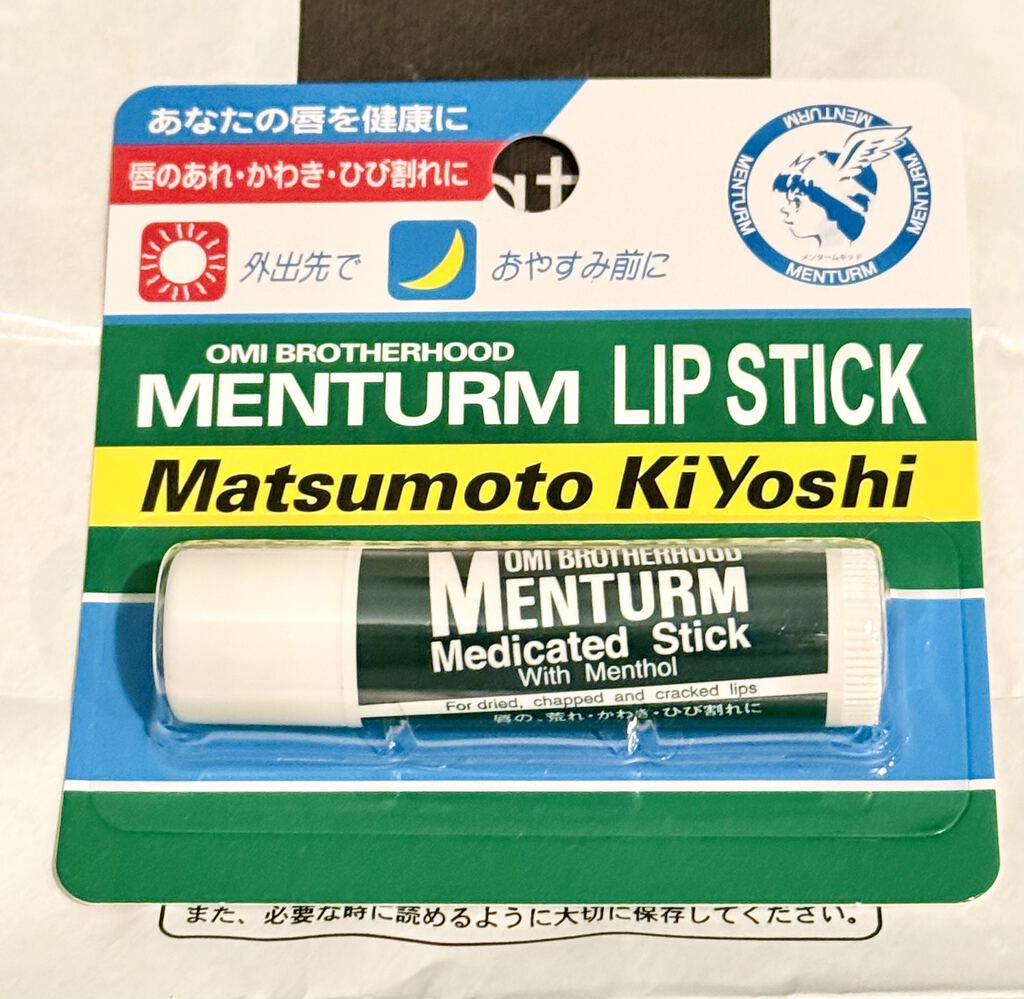 あなたの唇を健康に
唇のあれ・かわき・ひび割れに
at
外出先で
おやすみ前に
MENTURM
MENTURM
MENTURM
メンタームキッド
MENTURM
OMI BROTHERHOOD
MENTURM LIP STICK
Matsumoto KiYoshi
OMI BROTHERHOOD
MENTURM
Medicated Stick
With Menthol
For dried, chapped and cracked lips
唇の、荒れ・かわき・ひび割れに
また、必要な時に読めるように大切に保存してください。